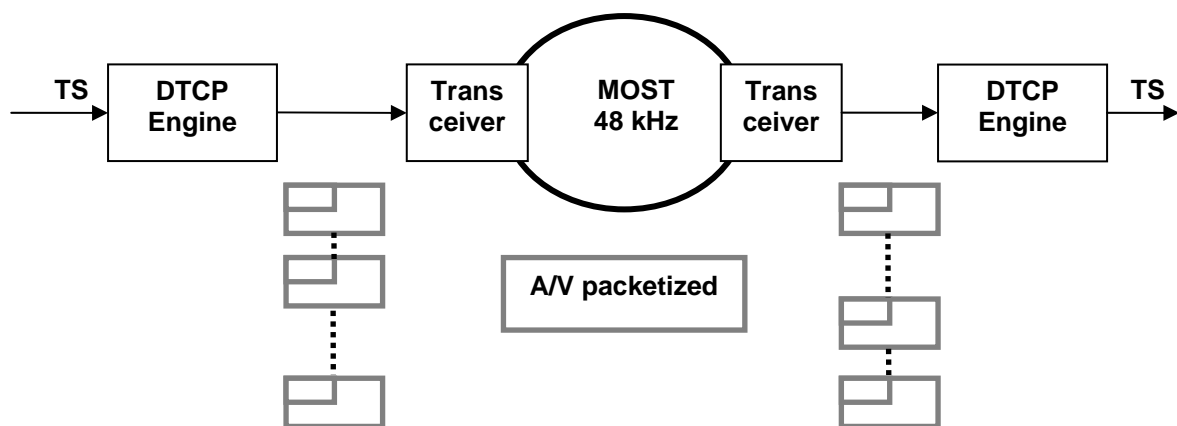 TS
DTCP
Engine
Trans
ceiver
MOST
48 kHz
Trans
ceiver
DTCP
Engine
TS
A/V packetized